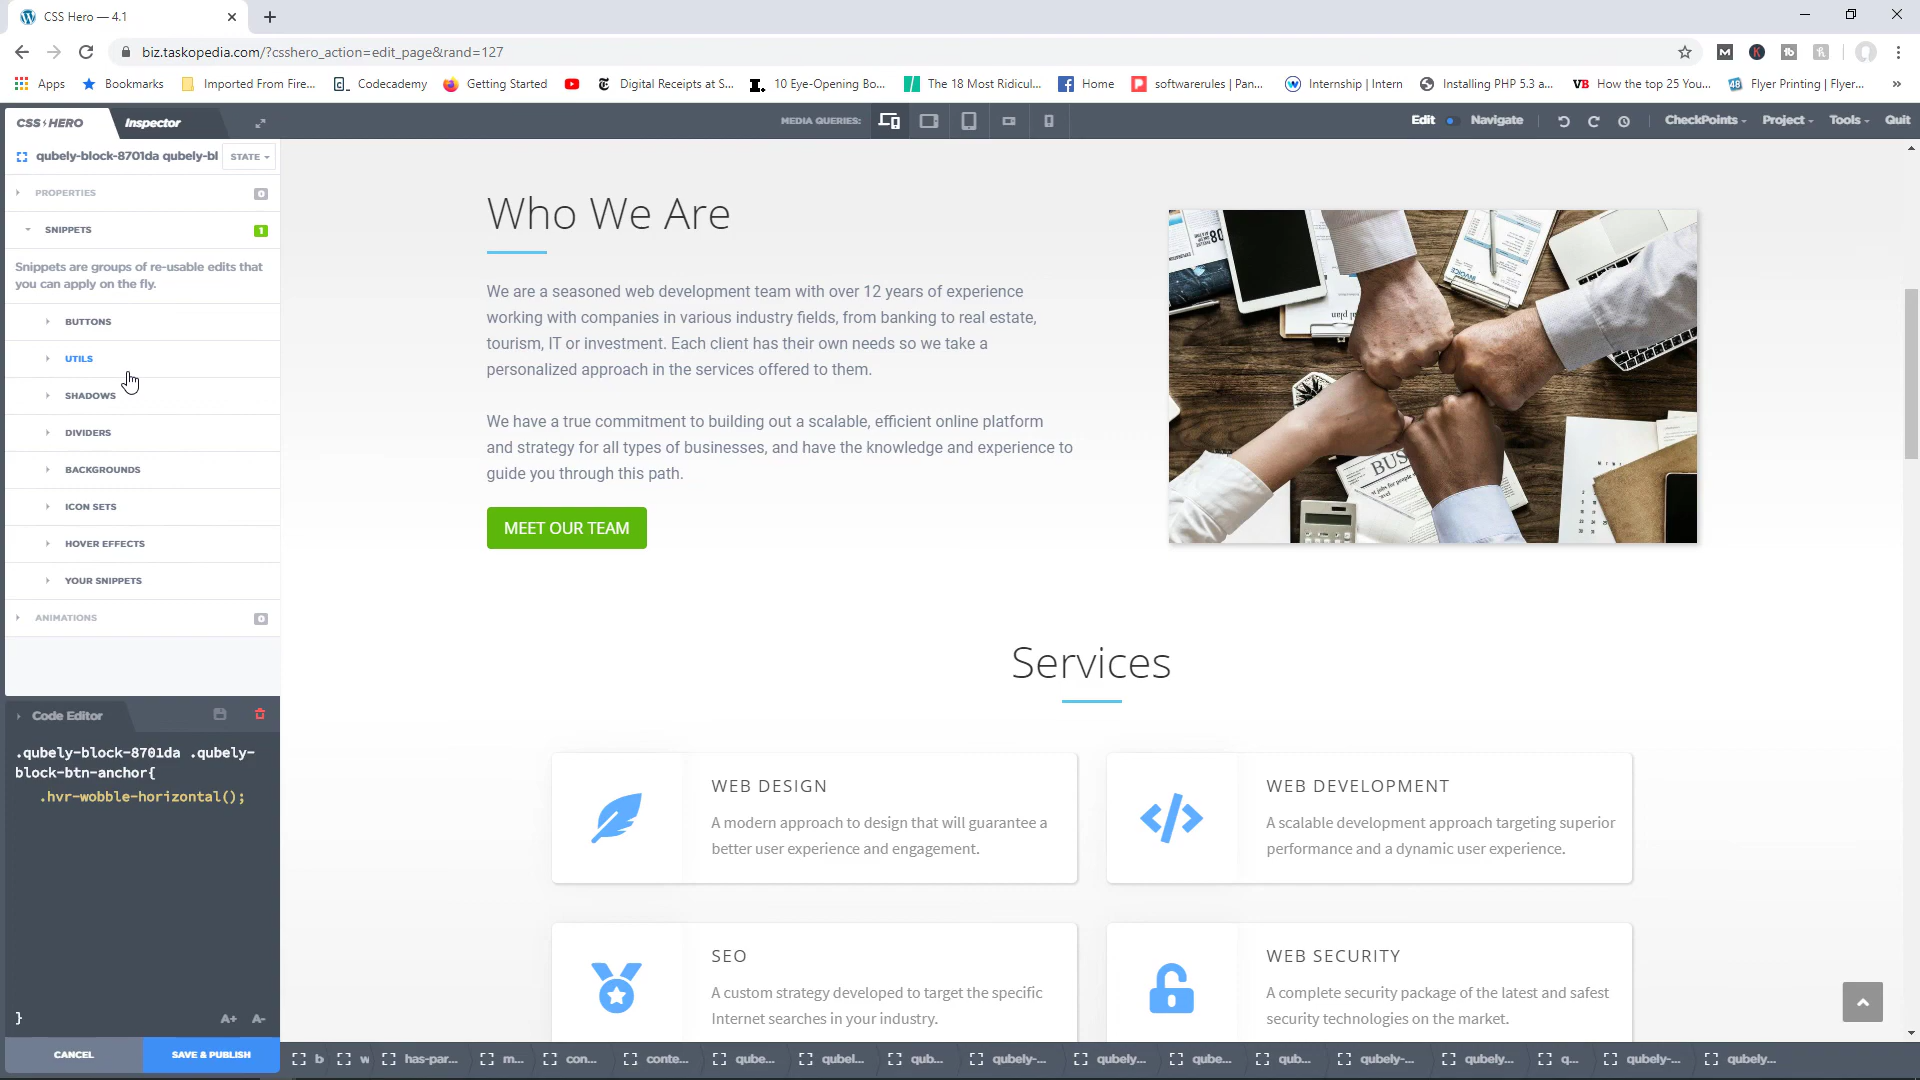 CSS Hero — 4.1
biz.taskopedia.com/?csshero_action=edit_page&rand=127
Apps
Bookmarks
Imported From Fire...
Codecademy
Getting Started
Digital Receipts at S...
10 Eye-Opening Bo...
The 18 Most Ridicul...
Home
softwarerules | Pan...
Internship | Intern
Installing PHP 5.3 a...
VB How the top 25 You...
Flyer Printing | Flyer...
CSS HERO
Inspector
MEDIA QUERIES:
Edit
Navigate
CheckPoints
Project
Tools
Quit
qubely-block-8701da qubely-bl
STATE
PROPERTIES
0
SNIPPETS
1
Snippets are groups of re-usable edits that
you can apply on the fly.
BUTTONS
UTILS
SHADOWS
DIVIDERS
BACKGROUNDS
ICON SETS
HOVER EFFECTS
YOUR SNIPPETS
ANIMATIONS
0
Code Editor
.qubely-block-8701da .qubely-
block-btn-anchor{
.hvr-wobble-horizontal();
}
A+
A-
CANCEL
SAVE & PUBLISH
Who We Are
We are a seasoned web development team with over 12 years of experience
working with companies in various industry fields, from banking to real estate,
tourism, IT or investment. Each client has their own needs so we take a
personalized approach in the services offered to them.
We have a true commitment to building out a scalable, efficient online platform
and strategy for all types of businesses, and have the knowledge and experience to
guide you through this path.
MEET OUR TEAM
INVOICE
BUS
Services
WEB DESIGN
A modern approach to design that will guarantee a
better user experience and engagement.
WEB DEVELOPMENT
A scalable development approach targeting superior
performance and a dynamic user experience.
SEO
A custom strategy developed to target the specific
Internet searches in your industry.
WEB SECURITY
A complete security package of the latest and safest
security technologies on the market.
b
w
has-par...
m...
con...
conte...
qube...
qubel...
qub...
qubely-...
qubely...
qube...
qub...
qubely-...
qubely...
q...
qubely-...
qubely...